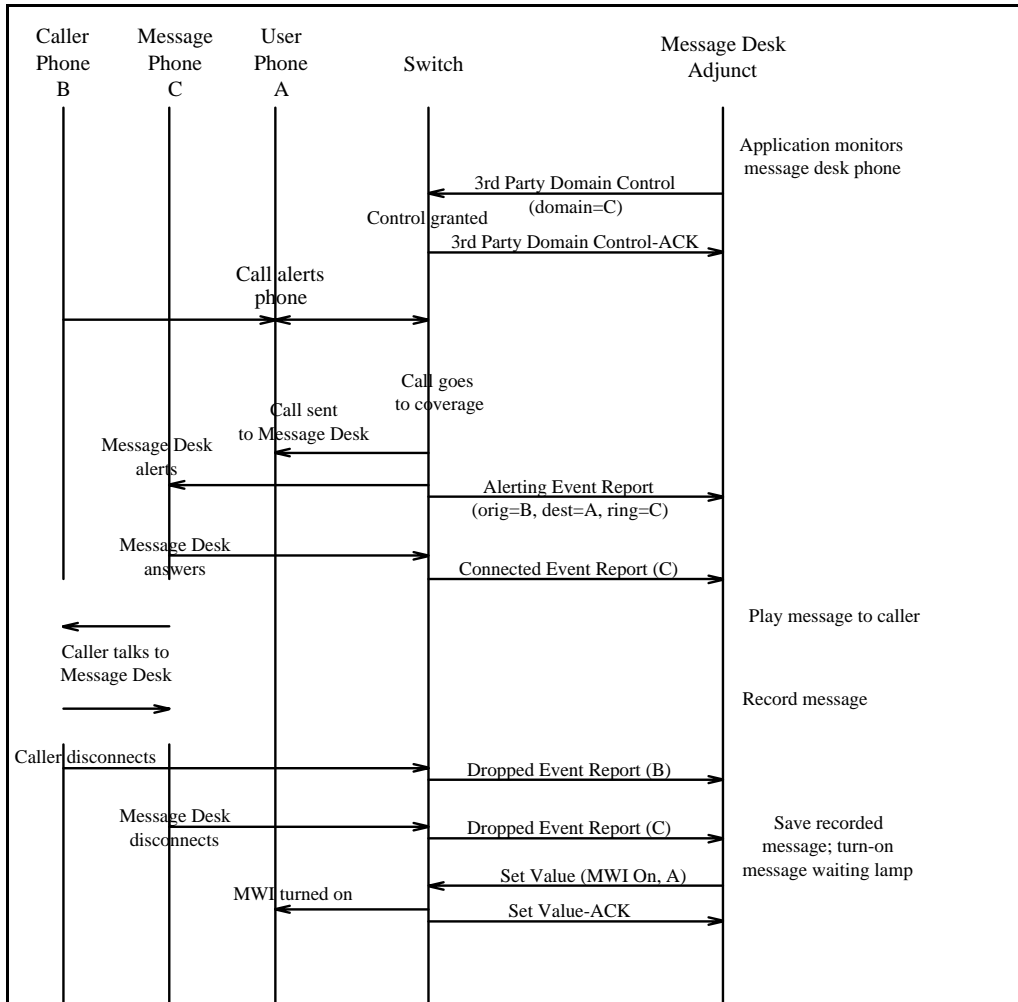 Caller
Phone
B
Message
Phone
C
User
Phone
A
Switch
Message Desk
Adjunct
Application monitors
message desk phone
3rd Party Domain Control
(domain=C)
Control granted
3rd Party Domain Control-ACK
Call alerts
phone
Call goes
to coverage
Call sent
to Message Desk
Message Desk
alerts
Alerting Event Report
(orig=B, dest=A, ring=C)
Message Desk
answers
Connected Event Report (C)
Play message to caller
Caller talks to
Message Desk
Record message
Caller disconnects
Dropped Event Report (B)
Message Desk
disconnects
Dropped Event Report (C)
Save recorded
message; turn-on
message waiting lamp
Set Value (MWI On, A)
MWI turned on
Set Value-ACK